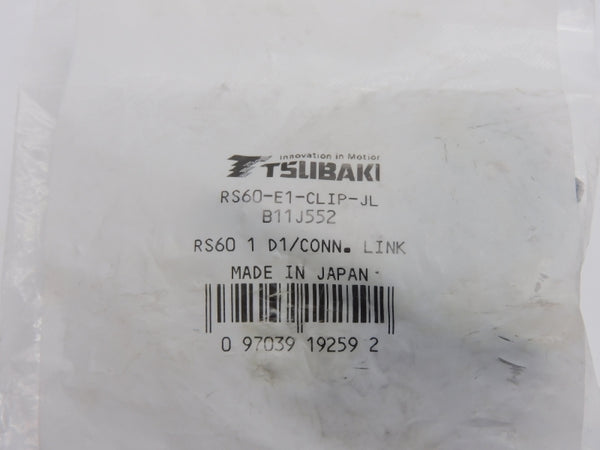 Innovation in Motion
TSUBAKI
RS60-E1-CLIP-JL
B11J552
RS60 1 D1/CONN. LINK
MADE IN JAPAN
0 97039 19259 2